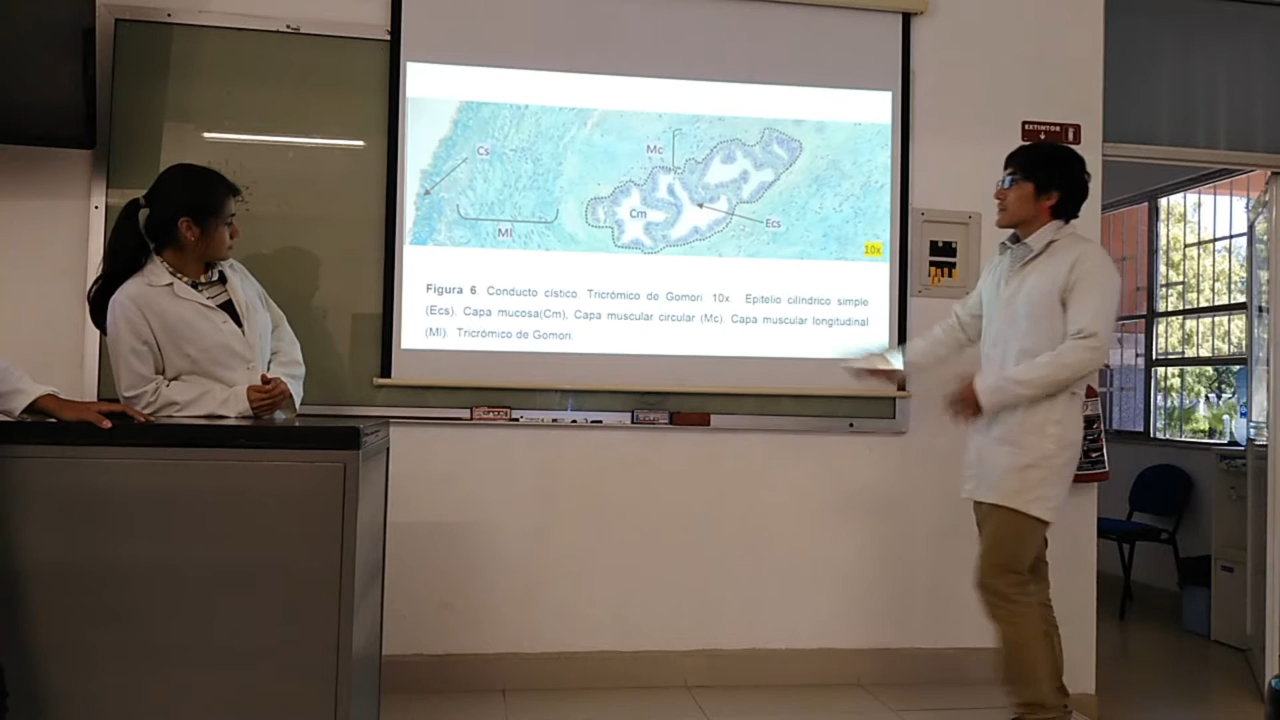 EXTINTOR
Cs
Mc
Cm
Ecs
Ml
10x
Figura 6. Conducto cístico. Tricrómico de Gomori. 10x. Epitelio cilíndrico simple
(Ecs). Capa mucosa(Cm), Capa muscular circular (Mc). Capa muscular longitudinal
(Ml). Tricrómico de Gomori.